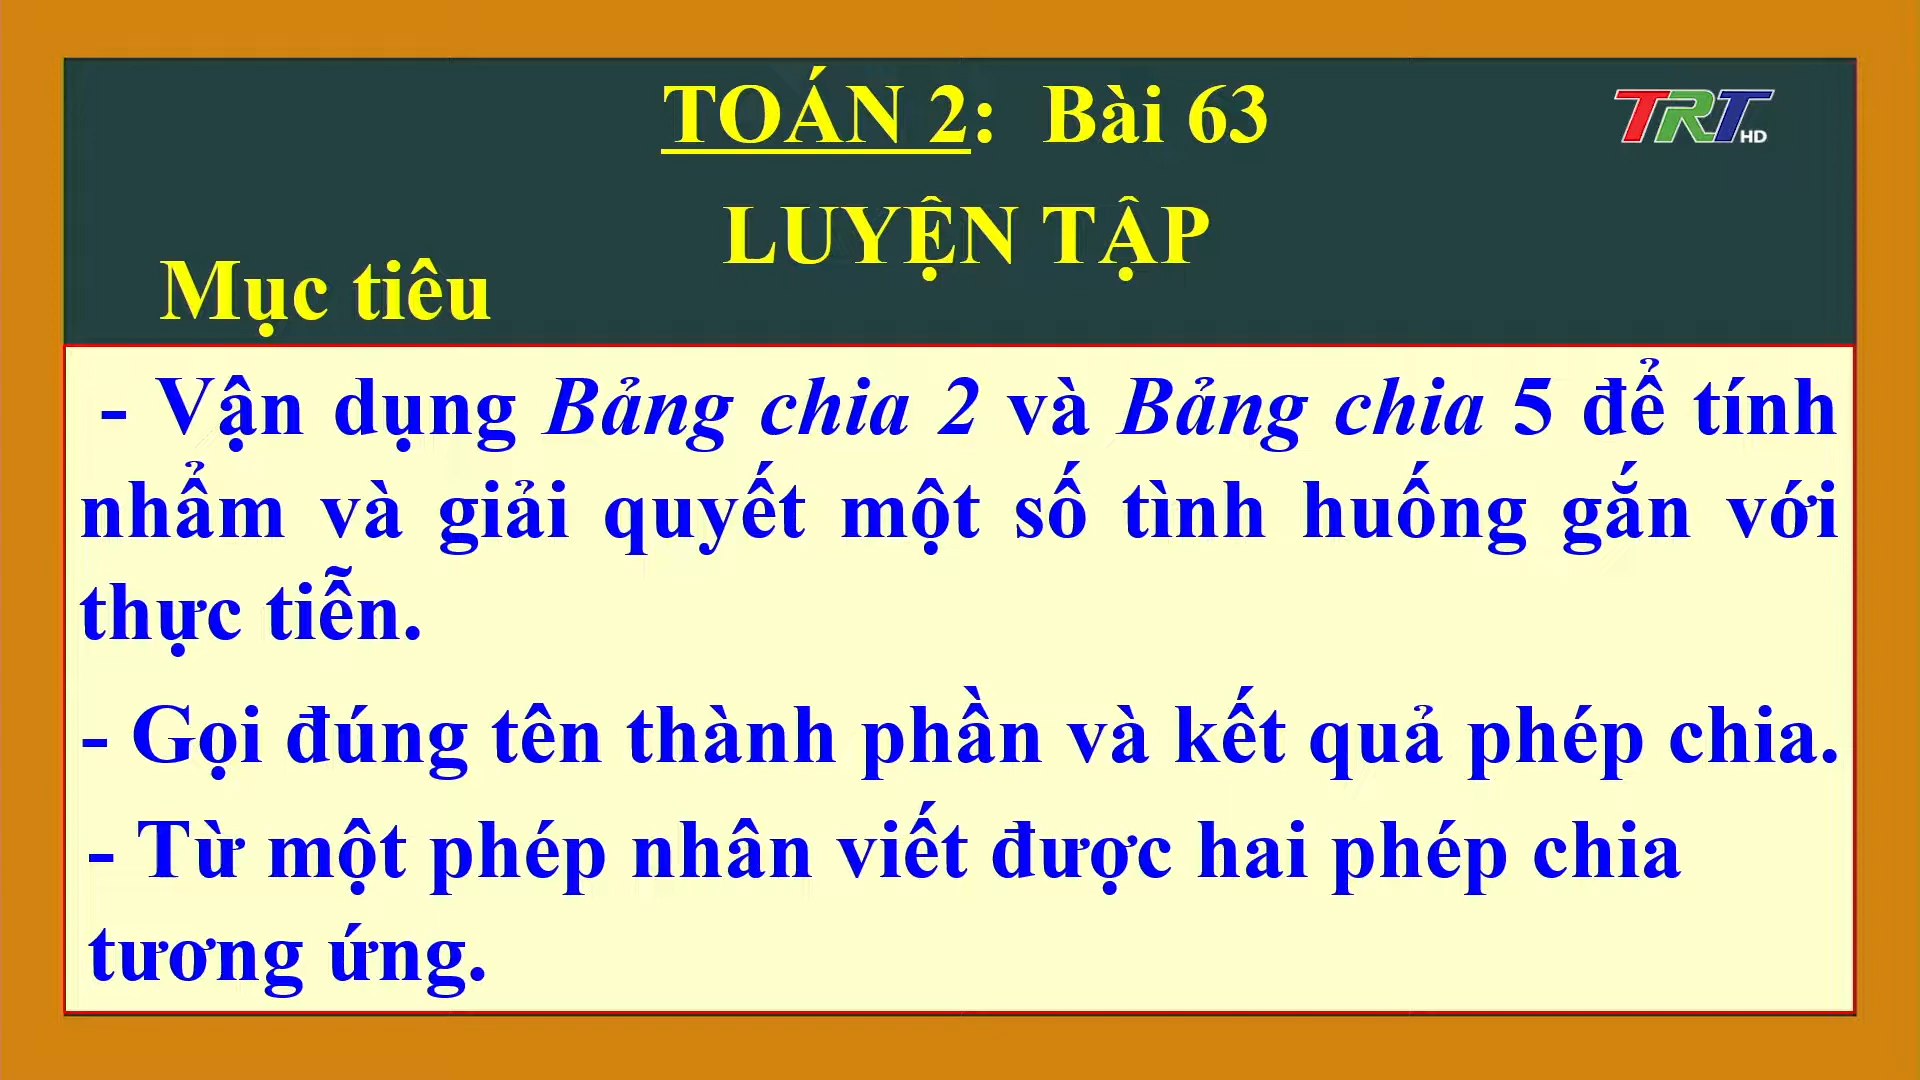 TOÁN 2: Bài 63
TRT HD
LUYỆN TẬP
Mục tiêu
- Vận dụng Bảng chia 2 và Bảng chia 5 để tính
nhẩm và giải quyết một số tình huống gắn với
thực tiễn.
- Gọi đúng tên thành phần và kết quả phép chia.
- Từ một phép nhân viết được hai phép chia
tương ứng.